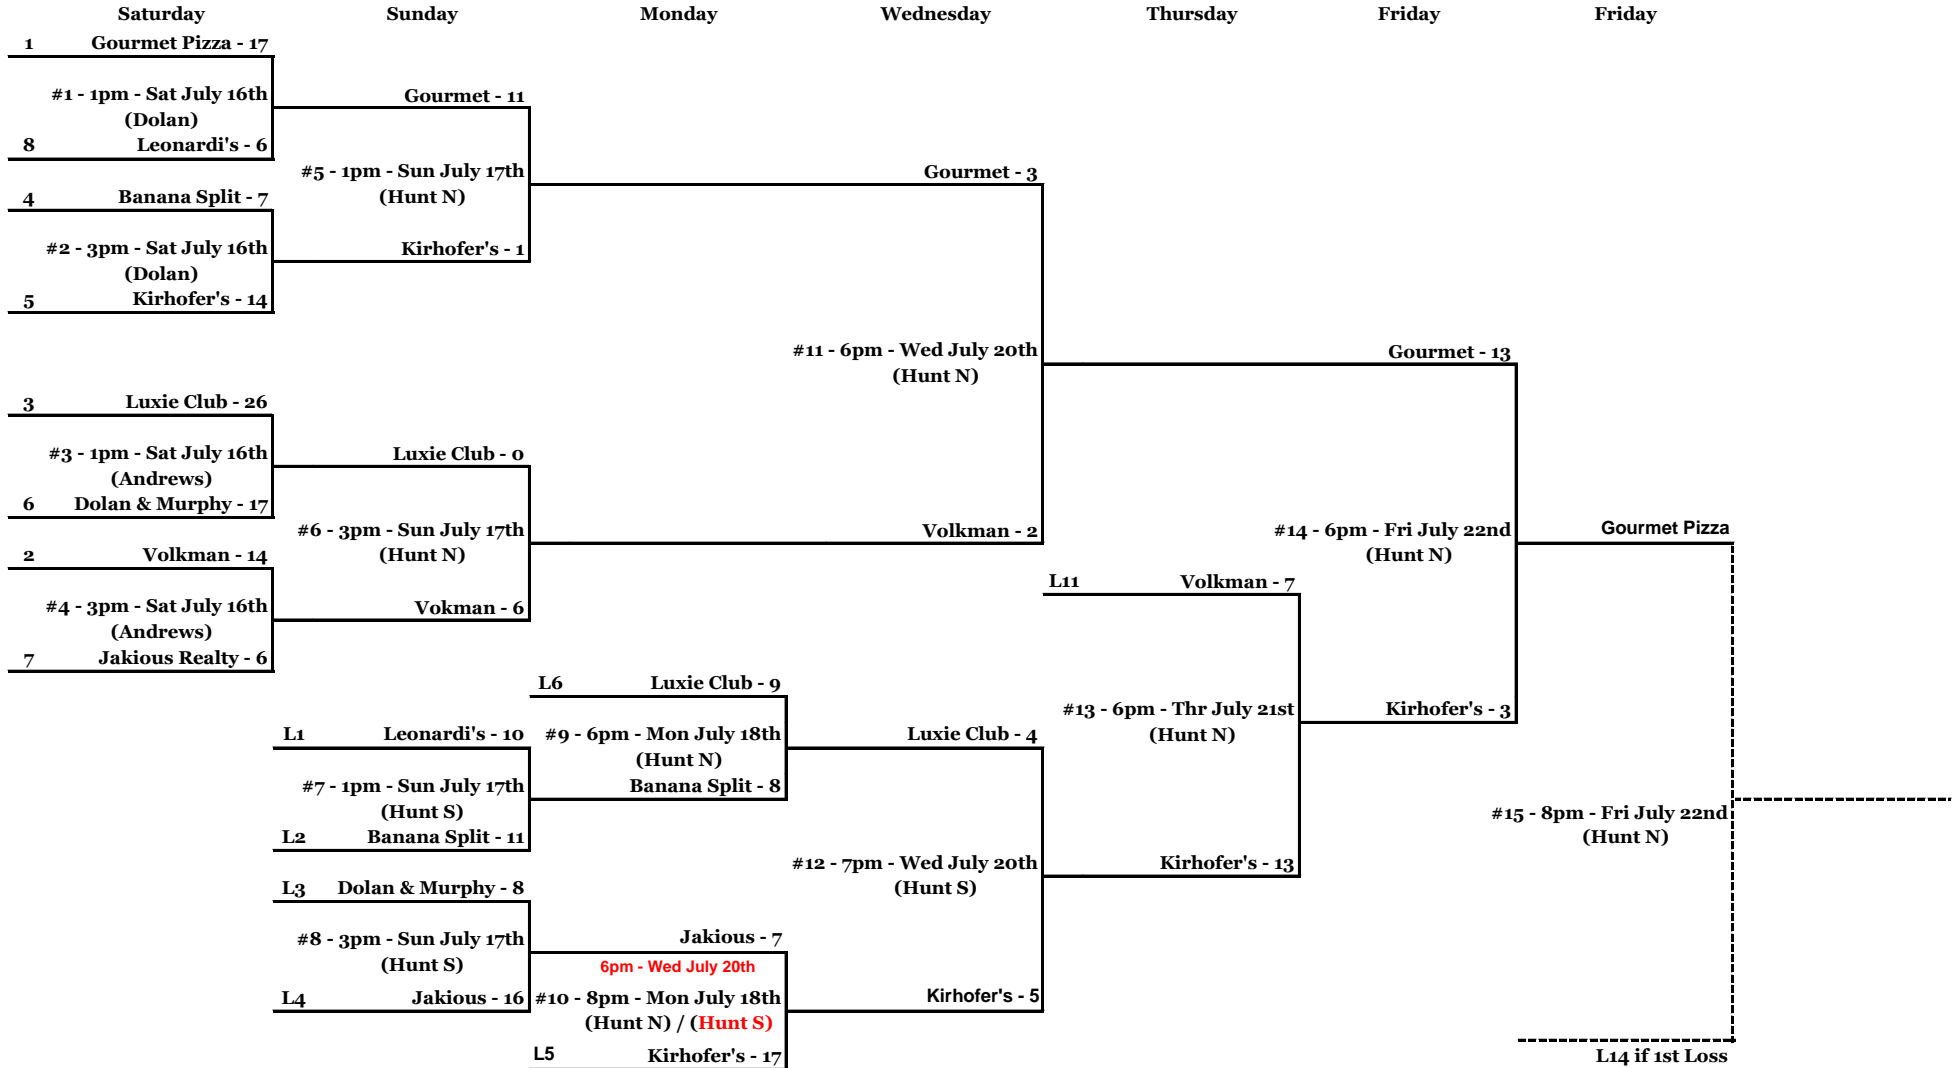 Saturday Sunday Monday Wednesday Thursday Friday Friday
1 Gourmet Pizza - 17
#1 - 1pm - Sat July 16th
(Dolan)
8 Leonardi's - 6
Gourmet - 11
#5 - 1pm - Sun July 17th
(Hunt N)
4 Banana Split - 7
#2 - 3pm - Sat July 16th
(Dolan)
5 Kirhofer's - 14
Kirhofer's - 1
Gourmet - 3
#11 - 6pm - Wed July 20th
(Hunt N)
Gourmet - 13
3 Luxie Club - 26
#3 - 1pm - Sat July 16th
(Andrews)
6 Dolan & Murphy - 17
Luxie Club - 0
#6 - 3pm - Sun July 17th
(Hunt N)
Volkman - 2
#14 - 6pm - Fri July 22nd
(Hunt N)
Gourmet Pizza
2 Volkman - 14
#4 - 3pm - Sat July 16th
(Andrews)
7 Jakious Realty - 6
Vokman - 6
L11 Volkman - 7
L6 Luxie Club - 9
#9 - 6pm - Mon July 18th
(Hunt N)
Banana Split - 8
L1 Leonardi's - 10
#7 - 1pm - Sun July 17th
(Hunt S)
L2 Banana Split - 11
Luxie Club - 4
#13 - 6pm - Thr July 21st
(Hunt N)
Kirhofer's - 3
#12 - 7pm - Wed July 20th
(Hunt S)
Kirhofer's - 13
#15 - 8pm - Fri July 22nd
(Hunt N)
L3 Dolan & Murphy - 8
#8 - 3pm - Sun July 17th
(Hunt S)
L4 Jakious - 16
Jakious - 7
6pm - Wed July 20th
#10 - 8pm - Mon July 18th
(Hunt N) / (Hunt S)
L5 Kirhofer's - 17
Kirhofer's - 5
L14 if 1st Loss